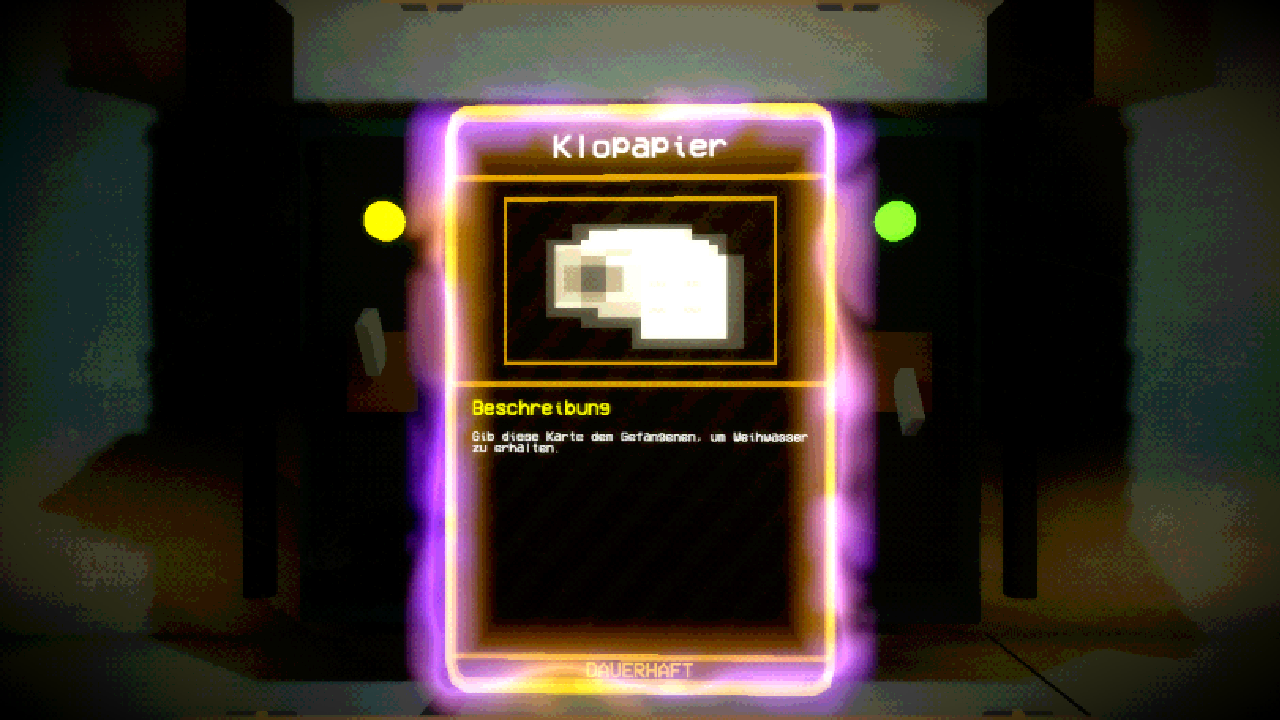 Klopapier
Beschreibung
Gib diese Karte dem Gefangenen, um Weihwasser
zu erhalten.
DAUERHAFT